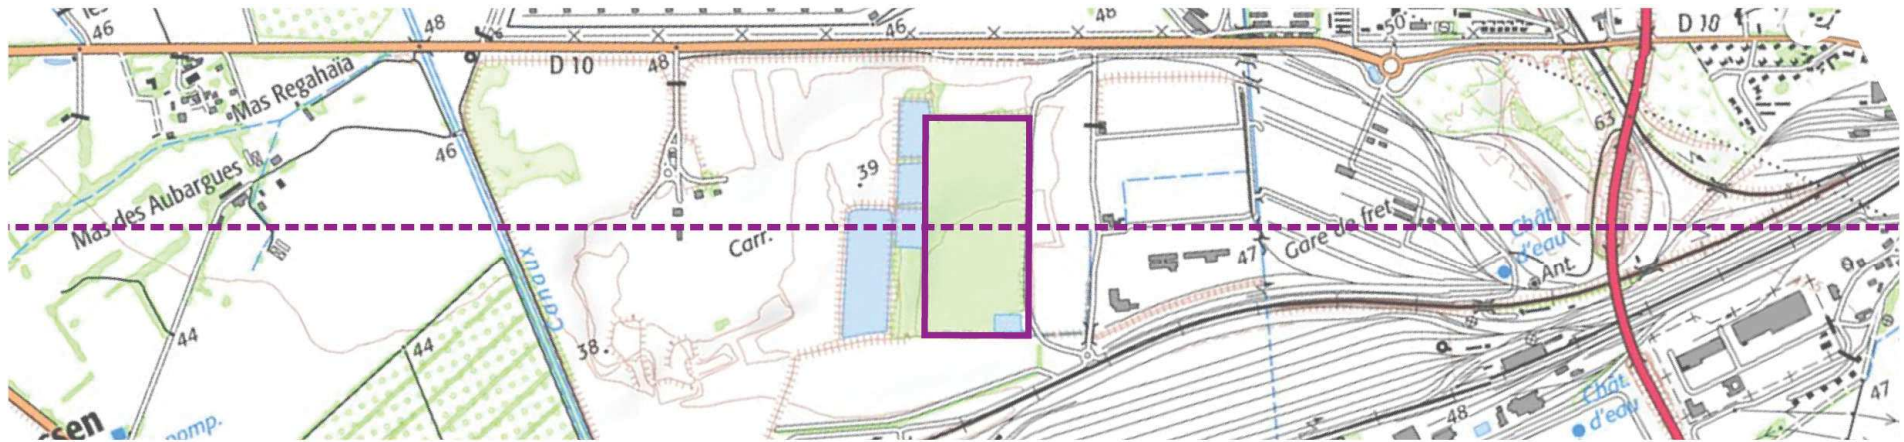 46
48
46
48
50
D 10
D 10
48
Mas Regahaïa
63
46
39
Mas des Aubargues
Carr.
Gare de fret
47
Chât.
d'eau
Ant.
Canaux
44
44
38
48
Chât.
d'eau
47
ssen
pomp.